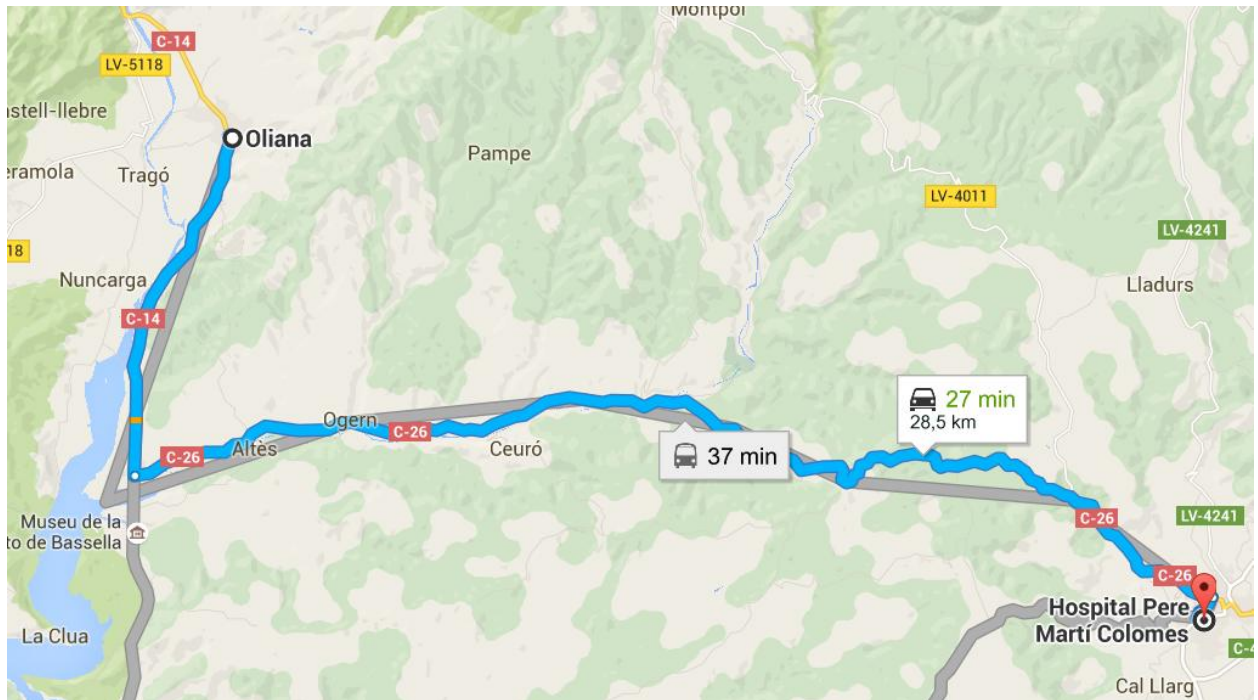 Montpol
C-14
LV-5118
astell-llebre
Oliana
Pampe
eramola
Tragó
LV-4011
LV-4241
18
Nuncarga
Lladurs
C-14
27 min
28,5 km
Ogern
C-26
Altès
C-26
Ceuró
37 min
C-26
LV-4241
Museu de la
to de Bassella
C-26
Hospital Pere
Martí Colomes
La Clua
C-4
Cal Llarg